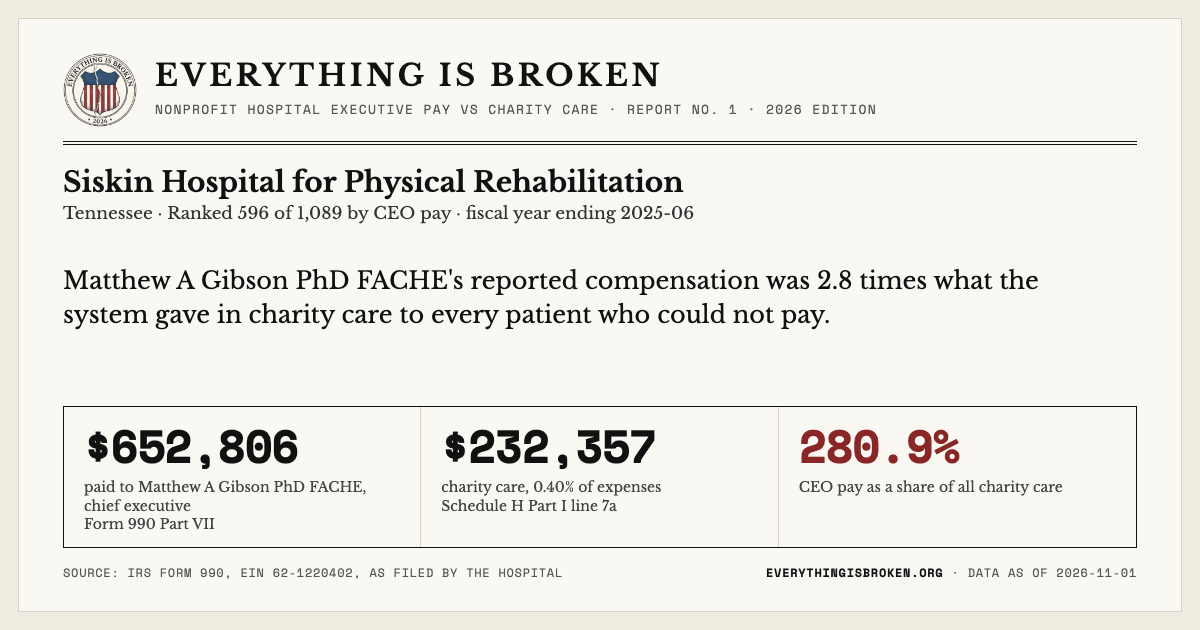 EVERYTHING IS BROKEN
2026
EVERYTHING IS BROKEN
NONPROFIT HOSPITAL EXECUTIVE PAY VS CHARITY CARE · REPORT NO. 1 · 2026 EDITION
Siskin Hospital for Physical Rehabilitation
Tennessee · Ranked 596 of 1,089 by CEO pay · fiscal year ending 2025-06
Matthew A Gibson PhD FACHE's reported compensation was 2.8 times what the
system gave in charity care to every patient who could not pay.
$652,806
paid to Matthew A Gibson PhD FACHE,
chief executive
Form 990 Part VII
$232,357
charity care, 0.40% of expenses
Schedule H Part I line 7a
280.9%
CEO pay as a share of all charity care
SOURCE: IRS FORM 990, EIN 62-1220402, AS FILED BY THE HOSPITAL
EVERYTHINGISBROKEN.ORG · DATA AS OF 2026-11-01